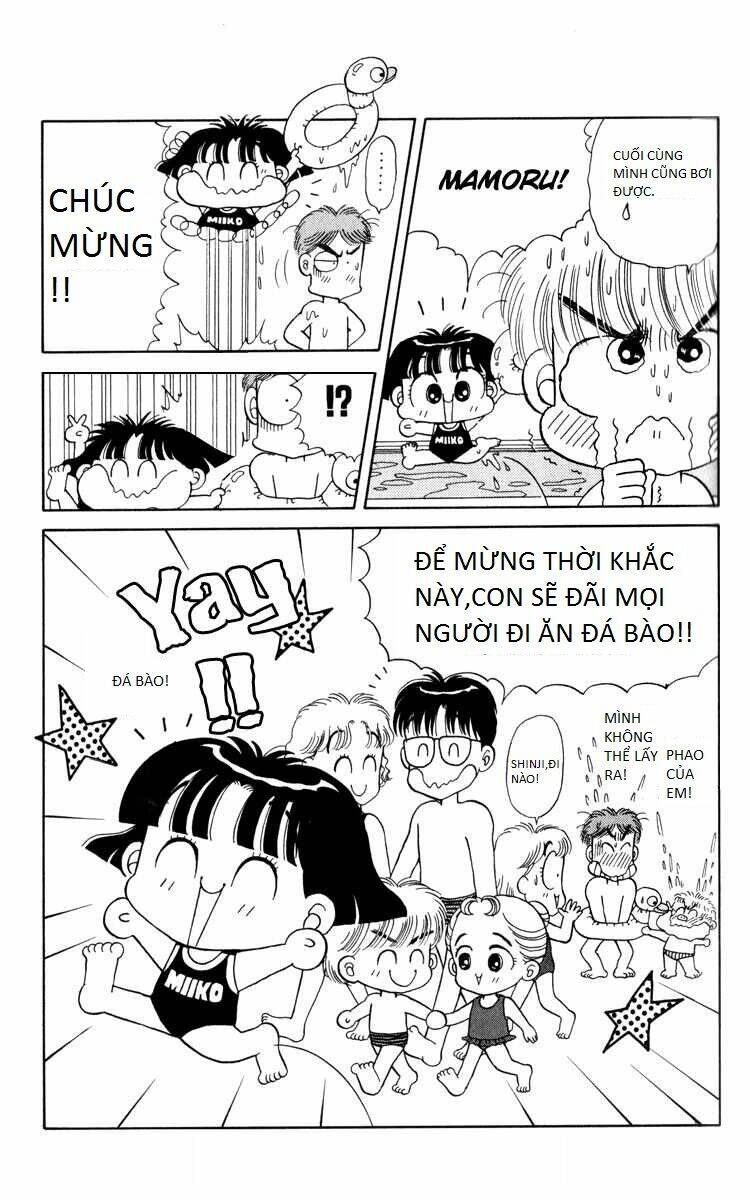 CUỐI CÙNG
MÌNH CŨNG BƠI
ĐƯỢC.
MAMORU!
MIIKO
.....
CHÚC
MỪNG
!!
MIIKO
!?
ĐỂ MỪNG THỜI KHẮC
NÀY,CON SẼ ĐÃI MỌI
NGƯỜI ĐI ĂN ĐÁ BÀO!!
Yay
!!
ĐÁ BÀO!
SHINJI,ĐI
NÀO!
MÌNH
KHÔNG
THỂ LẤY
RA!
PHAO
CỦA
EM!
MIIKO